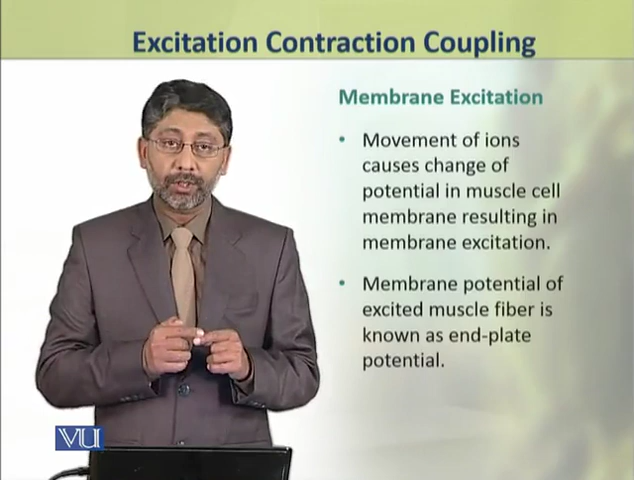 Excitation Contraction Coupling
Membrane Excitation
• Movement of ions
causes change of
potential in muscle cell
membrane resulting in
membrane excitation.
• Membrane potential of
excited muscle fiber is
known as end-plate
potential.
VU